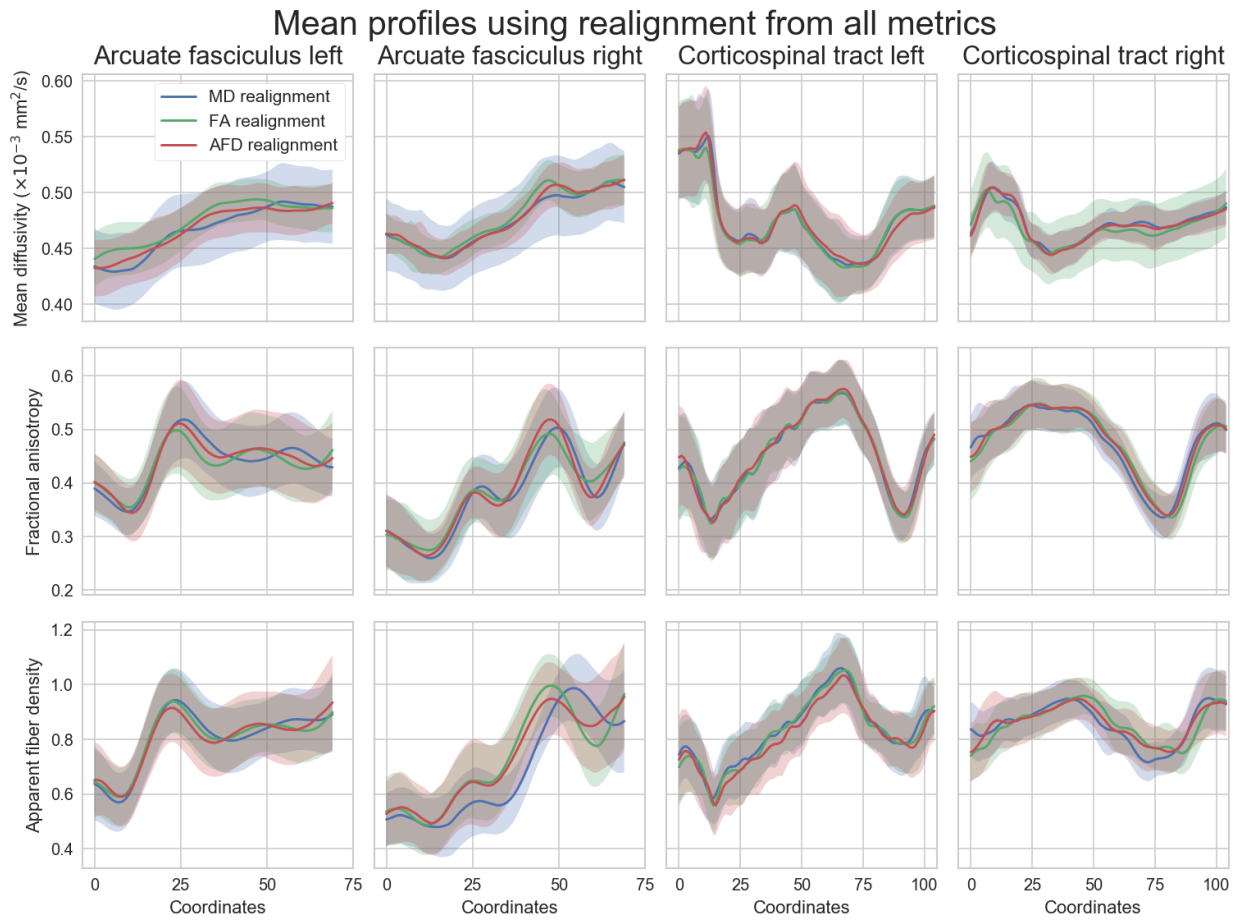 Mean profiles using realignment from all metrics
Arcuate fasciculus left
Arcuate fasciculus right
Corticospinal tract left
Corticospinal tract right
Mean diffusivity (×10⁻³ mm²/s)
0.60
0.55
0.50
0.45
0.40
MD realignment
FA realignment
AFD realignment
Fractional anisotropy
0.6
0.5
0.4
0.3
0.2
Apparent fiber density
1.2
1.0
0.8
0.6
0.4
0 25 50 75
0 25 50 75
0 25 50 75 100
0 25 50 75 100
Coordinates
Coordinates
Coordinates
Coordinates